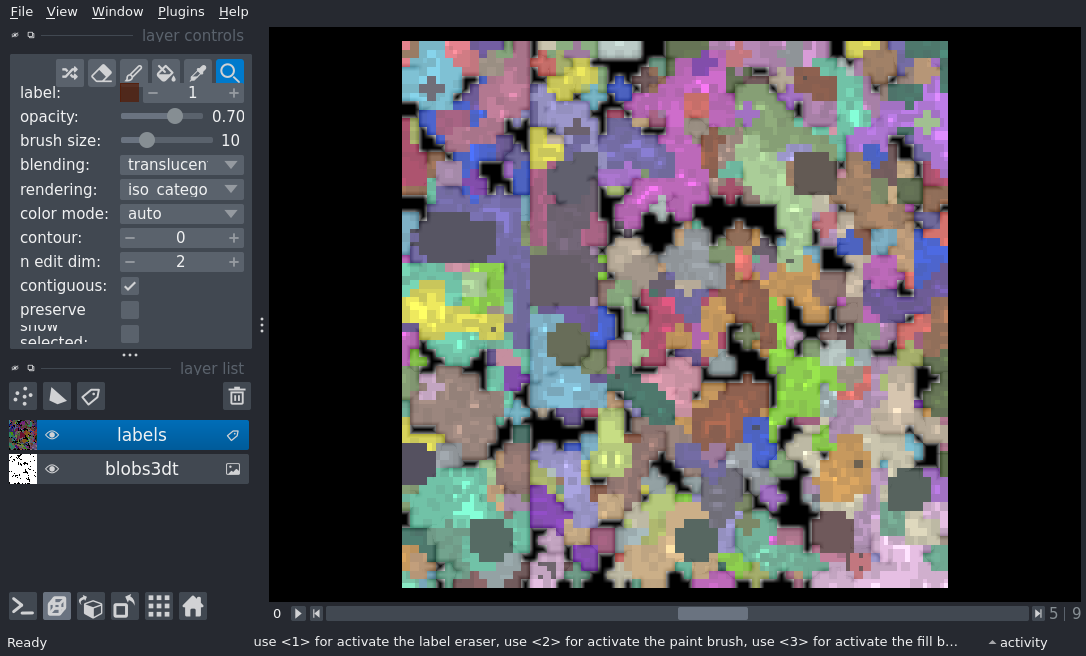 File View Window Plugins Help
layer controls
label: 1
opacity: 0.70
brush size: 10
blending: translucen
rendering: iso_catego
color mode: auto
contour: 0
n edit dim: 2
contiguous:
preserve
show
selected:
layer list
labels
blobs3dt
0 5 | 9
Ready use <1> for activate the label eraser, use <2> for activate the paint brush, use <3> for activate the fill b... activity